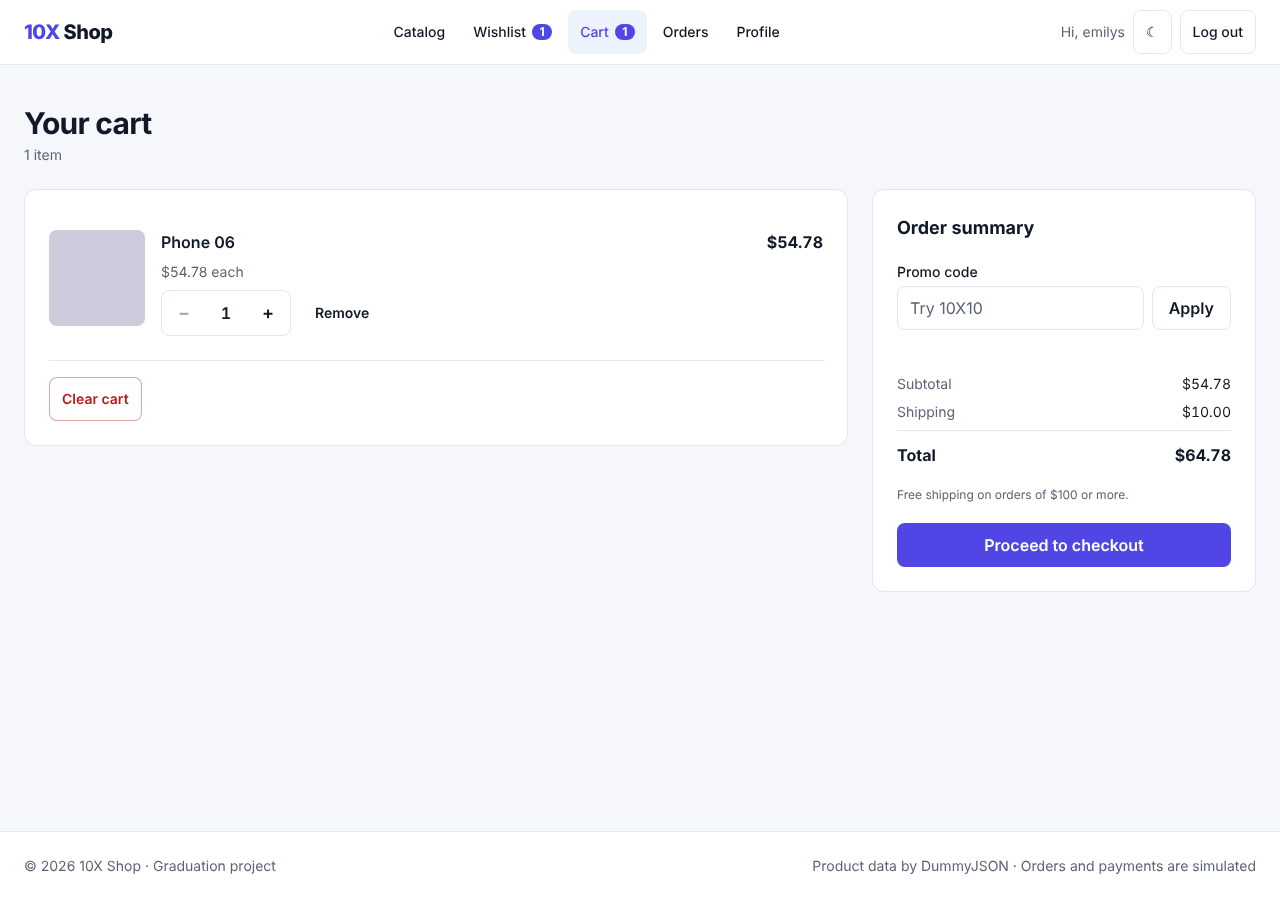 10X Shop
Catalog
Wishlist 1
Cart 1
Orders
Profile
Hi, emilys
Log out
Your cart
1 item
Phone 06
$54.78
$54.78 each
− 1 +
Remove
Clear cart
Order summary
Promo code
Try 10X10
Apply
Subtotal $54.78
Shipping $10.00
Total $64.78
Free shipping on orders of $100 or more.
Proceed to checkout
© 2026 10X Shop · Graduation project
Product data by DummyJSON · Orders and payments are simulated